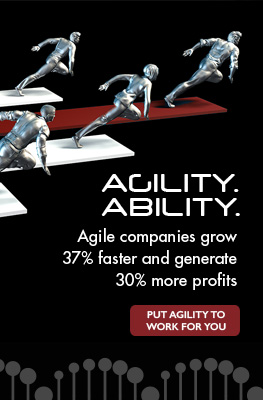 AGILITY.
ABILITY.
Agile companies grow
37% faster and generate
30% more profits
PUT AGILITY TO
WORK FOR YOU